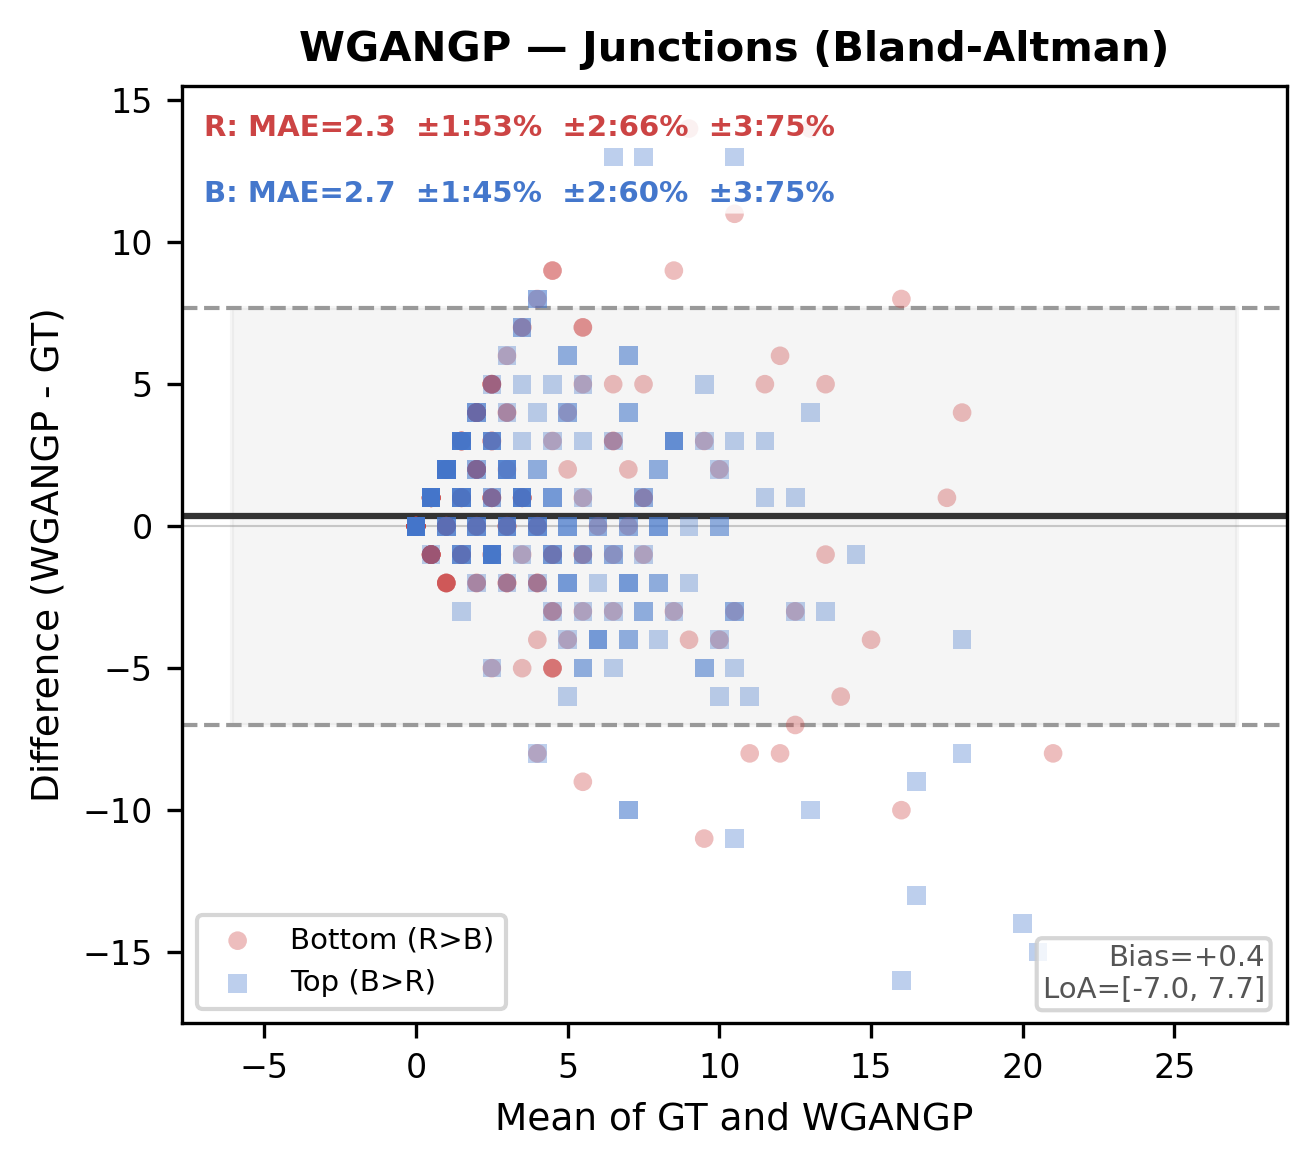 WGANGP — Junctions (Bland-Altman)
R: MAE=2.3 ±1:53% ±2:66% ±3:75%
B: MAE=2.7 ±1:45% ±2:60% ±3:75%
15
10
5
0
−5
−10
−15
Difference (WGANGP - GT)
Bottom (R>B)
Top (B>R)
Bias=+0.4
LoA=[-7.0, 7.7]
−5 0 5 10 15 20 25
Mean of GT and WGANGP